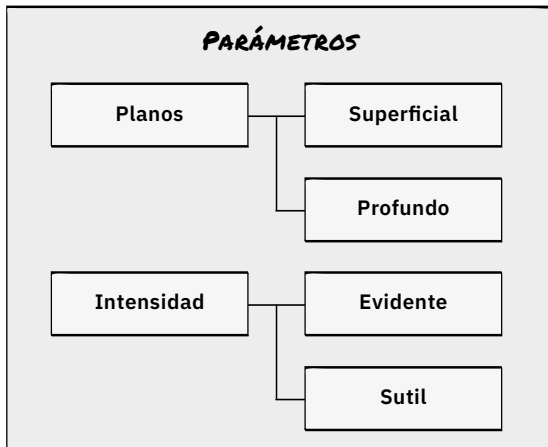 PARÁMETROS
Planos
Superficial
Profundo
Intensidad
Evidente
Sutil